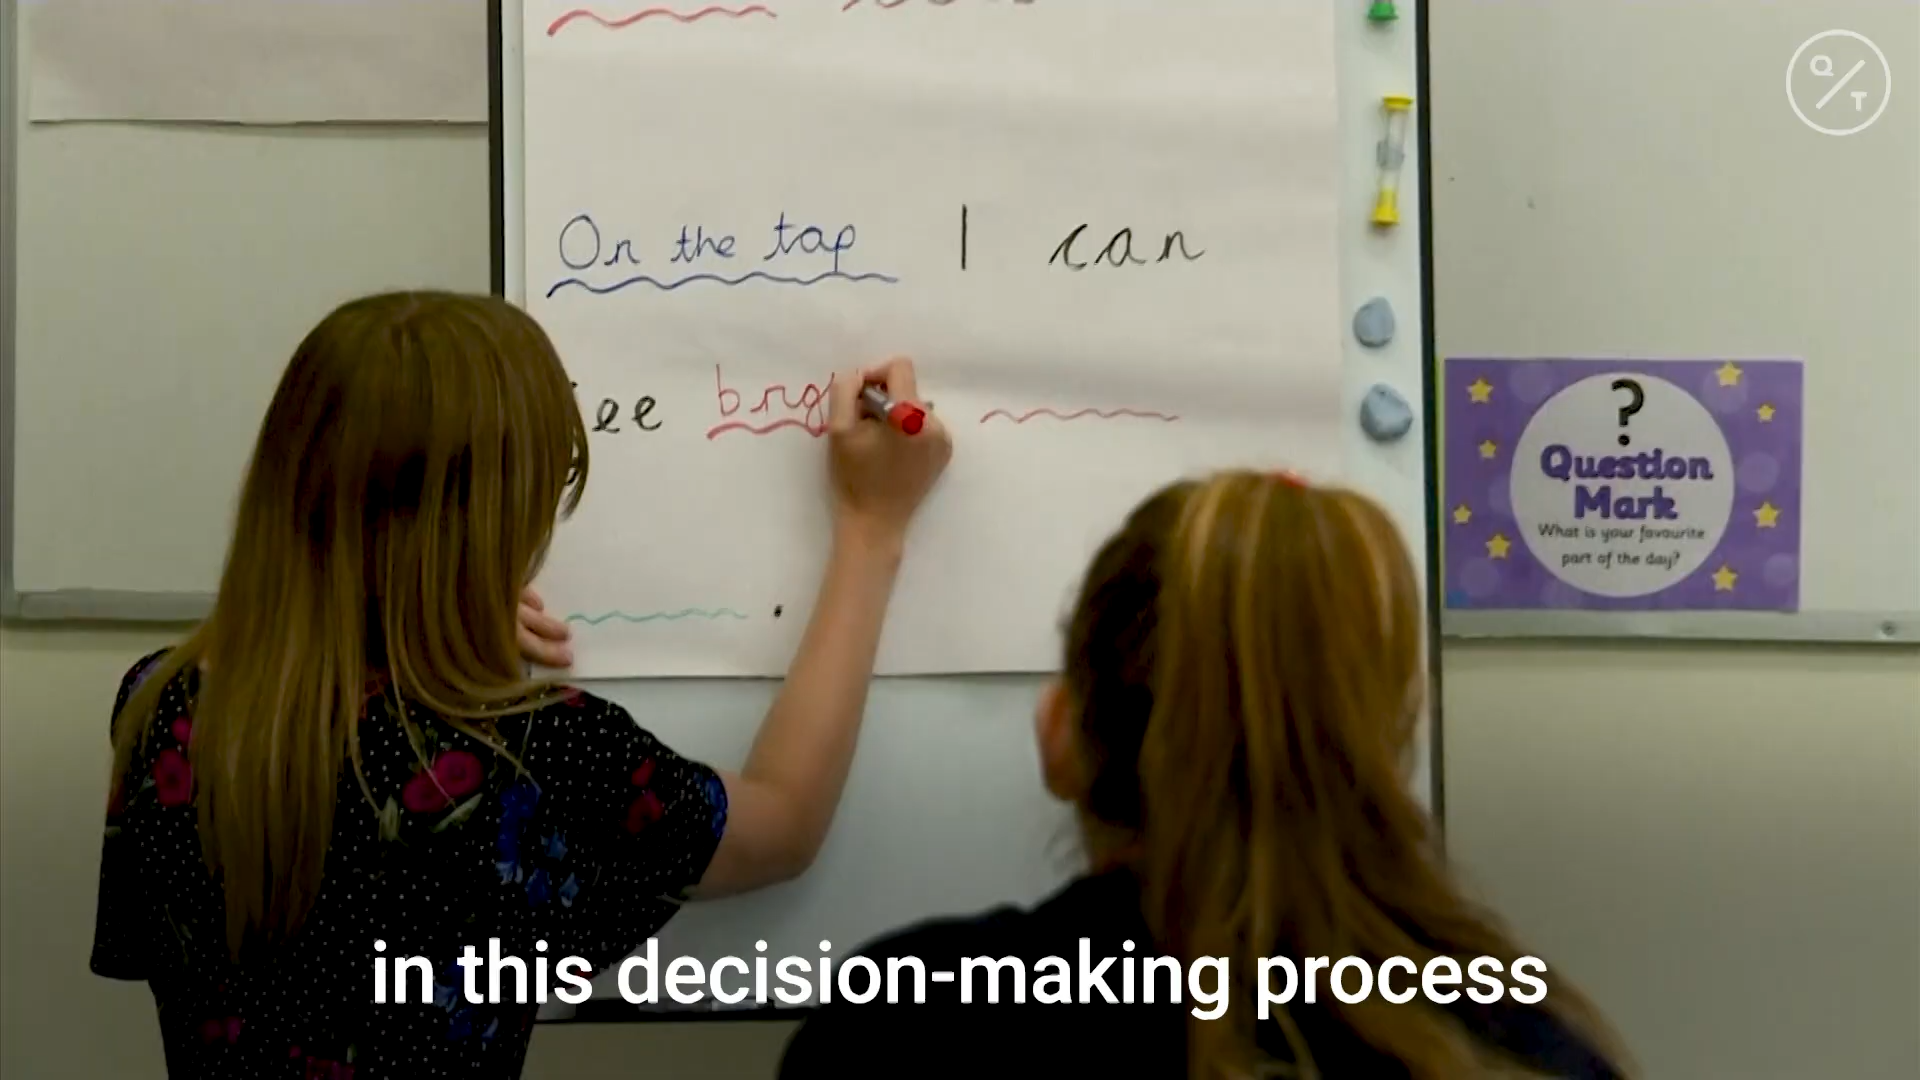 Q/T
On the tap I can
see
?
Question
Mark
What is your favourite
part of the day?
in this decision-making process